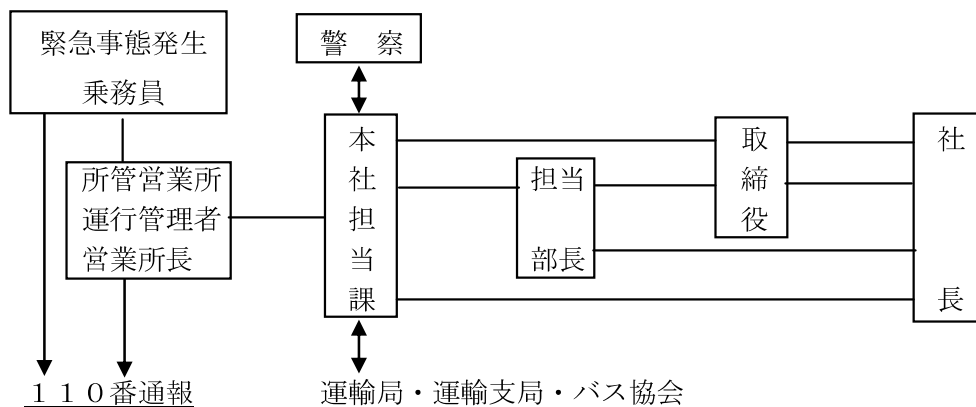 緊急事態発生
乗務員
警　察
所管営業所
運行管理者
営業所長
本社担当課
担当
部長
取締役
社長
１１０番通報
運輸局・運輸支局・バス協会